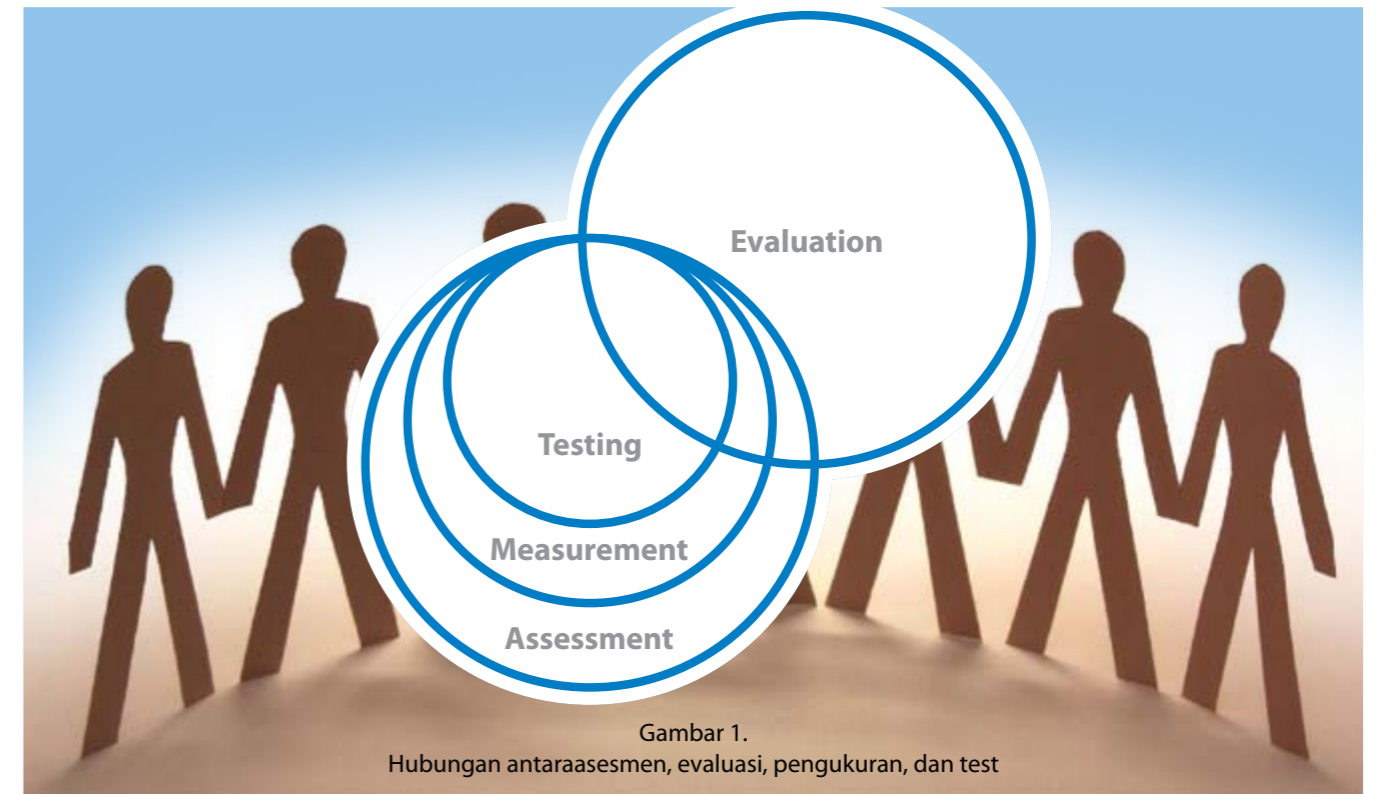 Evaluation
Testing
Measurement
Assessment
Gambar 1.
Hubungan antaraasesmen, evaluasi, pengukuran, dan test